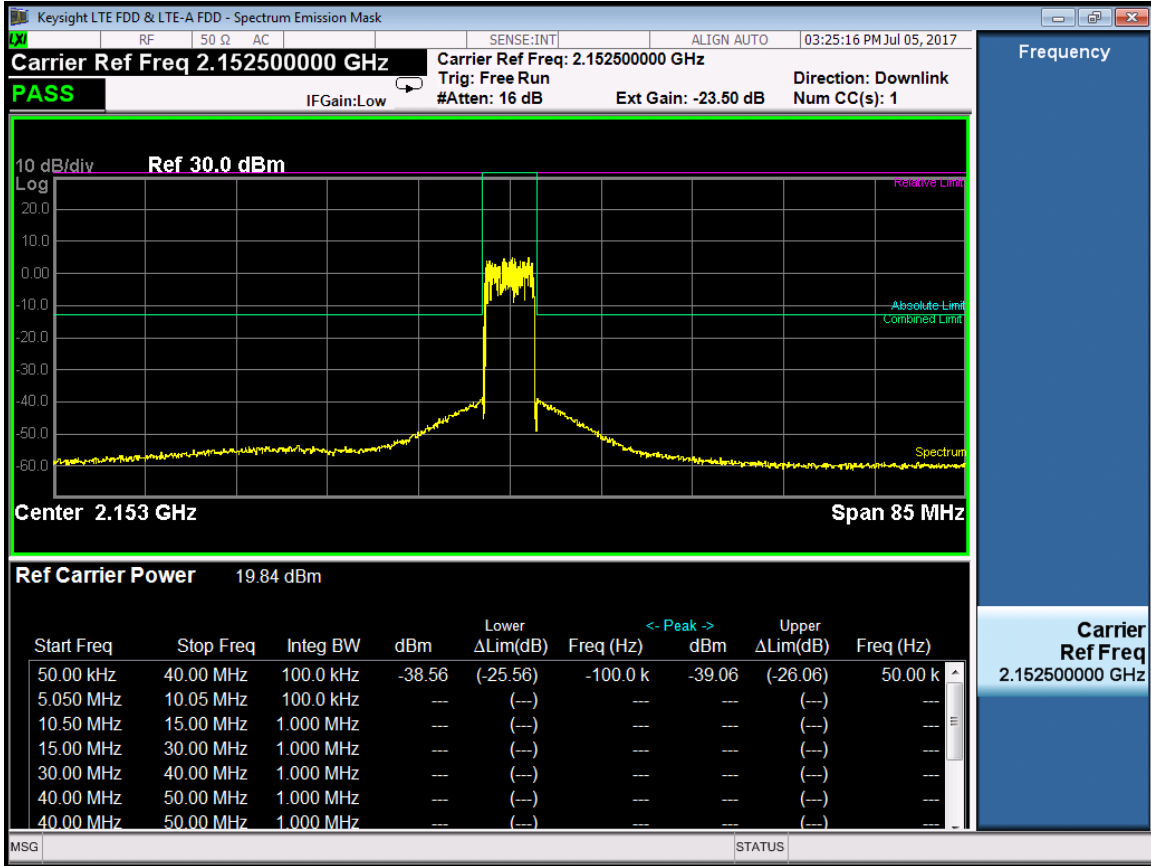 Keysight LTE FDD & LTE-A FDD - Spectrum Emission Mask
LXI RF 50 Ω AC SENSE:INT ALIGN AUTO 03:25:16 PM Jul 05, 2017
Carrier Ref Freq 2.152500000 GHz
Carrier Ref Freq: 2.152500000 GHz
Trig: Free Run Direction: Downlink
PASS IFGain:Low #Atten: 16 dB Ext Gain: -23.50 dB Num CC(s): 1
10 dB/div Ref 30.0 dBm
Log
Relative Limit
20.0
10.0
0.00
-10.0
Absolute Limit
Combined Limit
-20.0
-30.0
-40.0
-50.0
Spectrum
-60.0
Center 2.153 GHz Span 85 MHz
Ref Carrier Power 19.84 dBm
Lower <- Peak -> Upper
Start Freq Stop Freq Integ BW dBm ΔLim(dB) Freq (Hz) dBm ΔLim(dB) Freq (Hz)
50.00 kHz 40.00 MHz 100.0 kHz -38.56 (-25.56) -100.0 k -39.06 (-26.06) 50.00 k
5.050 MHz 10.05 MHz 100.0 kHz --- (---) --- --- (---) ---
10.50 MHz 15.00 MHz 1.000 MHz --- (---) --- --- (---) ---
15.00 MHz 30.00 MHz 1.000 MHz --- (---) --- --- (---) ---
30.00 MHz 40.00 MHz 1.000 MHz --- (---) --- --- (---) ---
40.00 MHz 50.00 MHz 1.000 MHz --- (---) --- --- (---) ---
40.00 MHz 50.00 MHz 1.000 MHz --- (---) --- --- (---) ---
MSG STATUS
Frequency
Carrier
Ref Freq
2.152500000 GHz